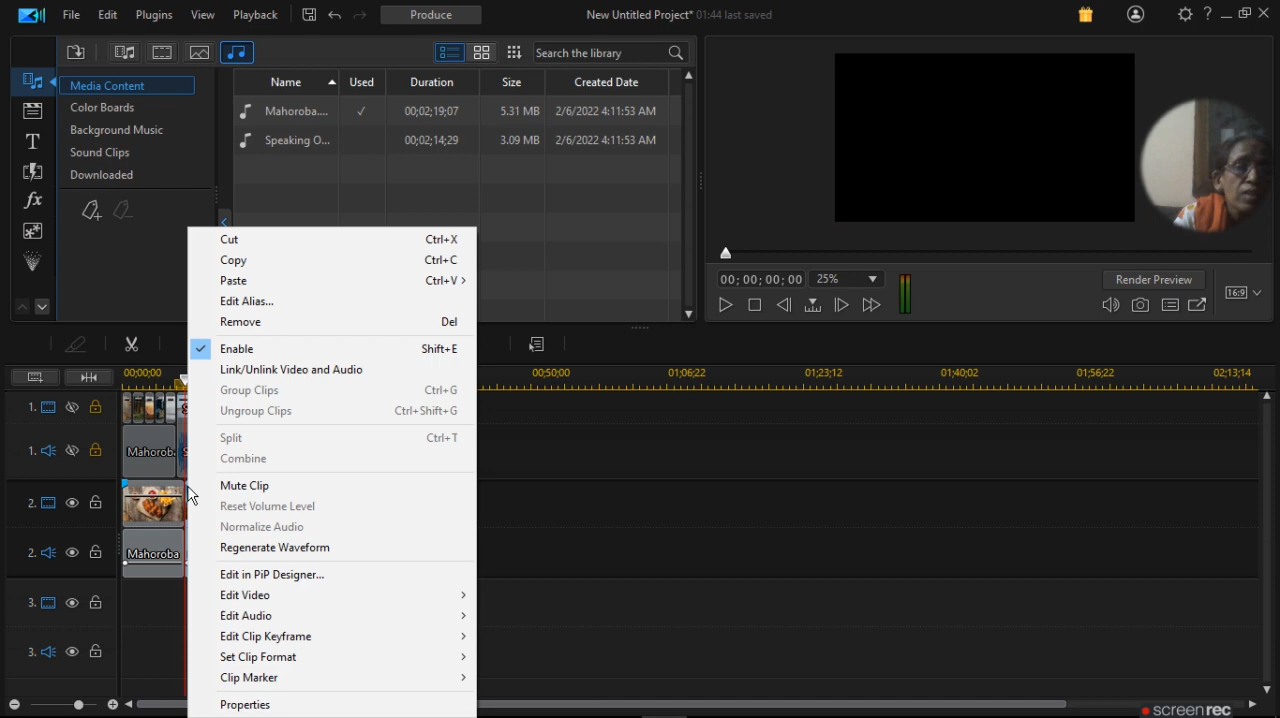 File Edit Plugins View Playback Produce New Untitled Project* 01:44 last saved
Search the library
Media Content
Color Boards
Background Music
Sound Clips
Downloaded
Name Used Duration Size Created Date
Mahoroba.... 00;02;19;07 5.31 MB 2/6/2022 4:11:53 AM
Speaking O... 00;02;14;29 3.09 MB 2/6/2022 4:11:53 AM
00; 00; 00; 00 25% Render Preview 16:9
Cut Ctrl+X
Copy Ctrl+C
Paste Ctrl+V
Edit Alias...
Remove Del
Enable Shift+E
Link/Unlink Video and Audio
Group Clips Ctrl+G
Ungroup Clips Ctrl+Shift+G
Split Ctrl+T
Combine
Mute Clip
Reset Volume Level
Normalize Audio
Regenerate Waveform
Edit in PiP Designer...
Edit Video
Edit Audio
Edit Clip Keyframe
Set Clip Format
Clip Marker
Properties
00;00;00 00;50;00 01;06;22 01;23;12 01;40;02 01;56;22 02;13;14
1.
1. Mahorob
2.
2. Mahoroba
3.
3.
screenrec